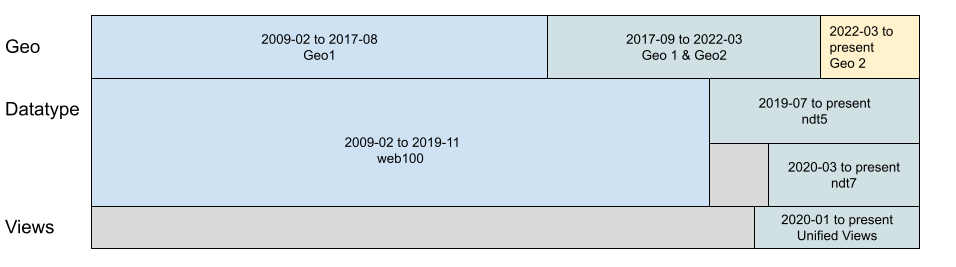 Geo
2009-02 to 2017-08
Geo1
2017-09 to 2022-03
Geo 1 & Geo2
2022-03 to
present
Geo 2
Datatype
2009-02 to 2019-11
web100
2019-07 to present
ndt5
2020-03 to present
ndt7
Views
2020-01 to present
Unified Views